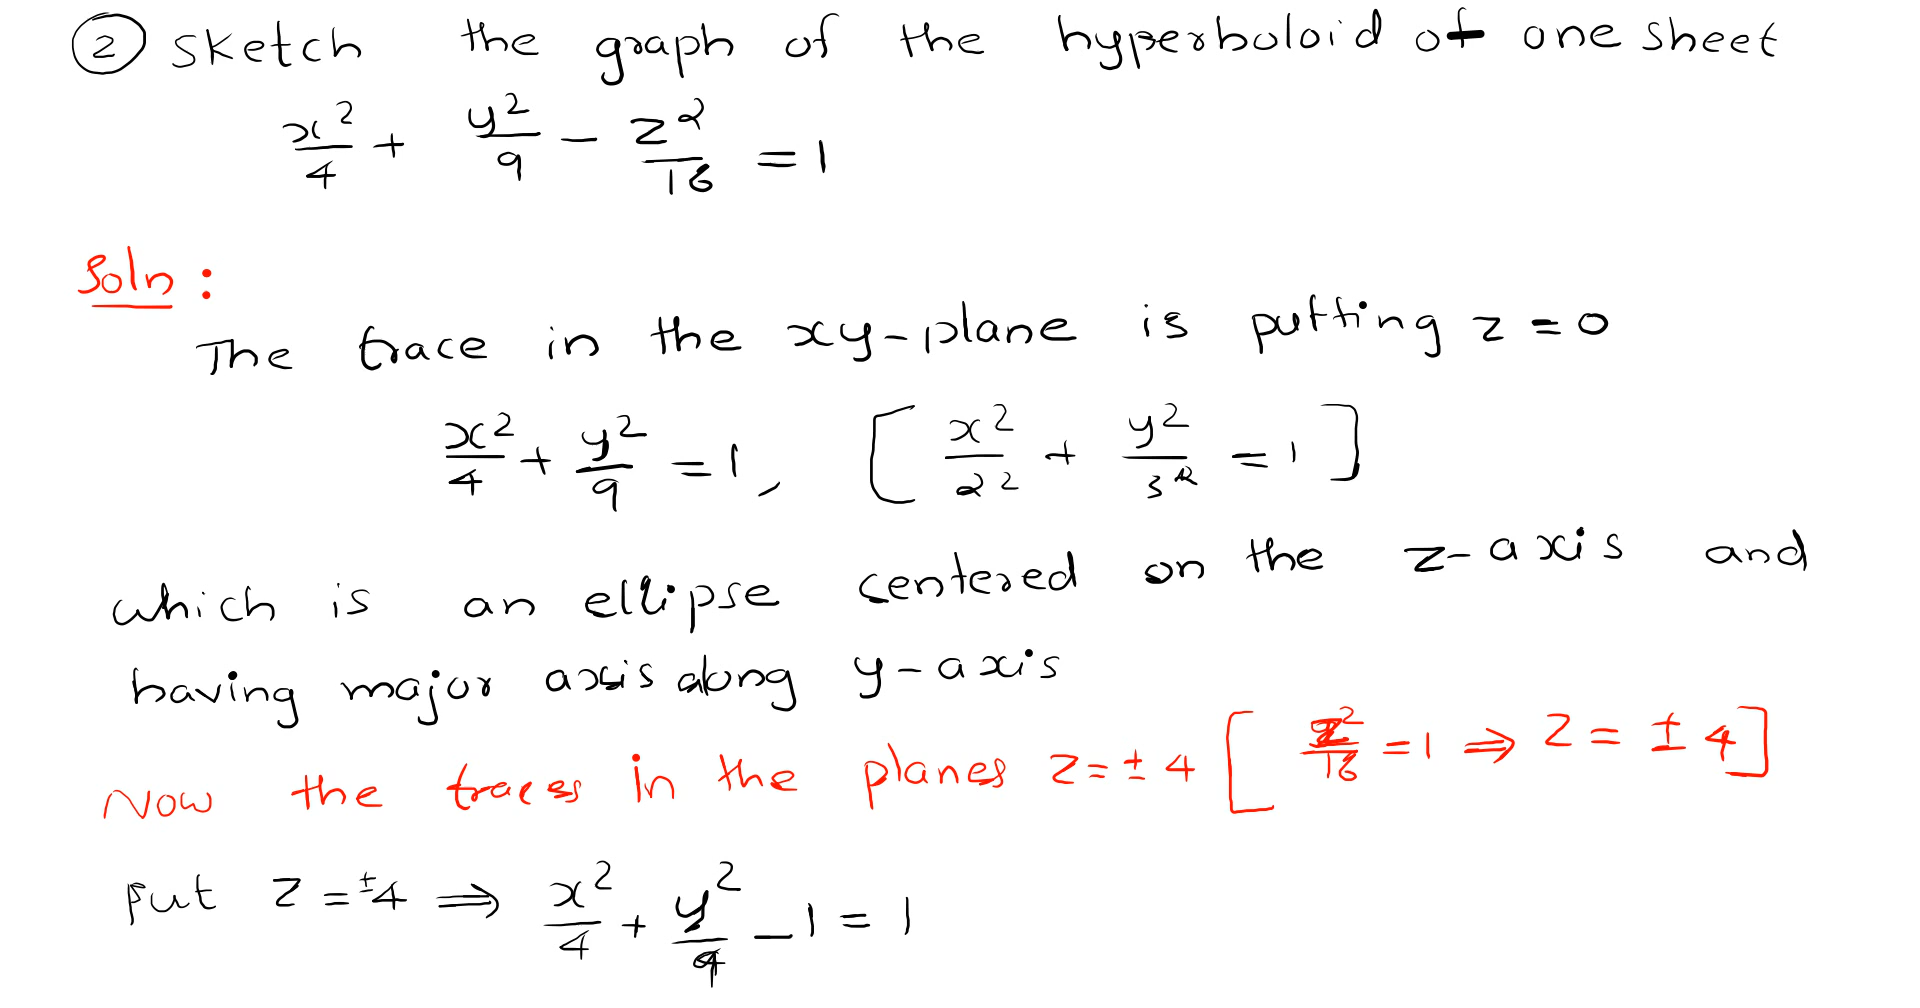 ② Sketch the graph of the hyperboloid of one sheet
x²/4 + y²/9 − z²/16 = 1
Soln :
The trace in the xy-plane is putting z = 0
x²/4 + y²/9 = 1, [ x²/2² + y²/3² = 1 ]
which is an ellipse centered on the z-axis and
having major axis along y-axis
Now the traces in the planes z = ± 4 [ z²/16 = 1 ⇒ z = ± 4 ]
Put z = ±4 ⇒ x²/4 + y²/9 − 1 = 1